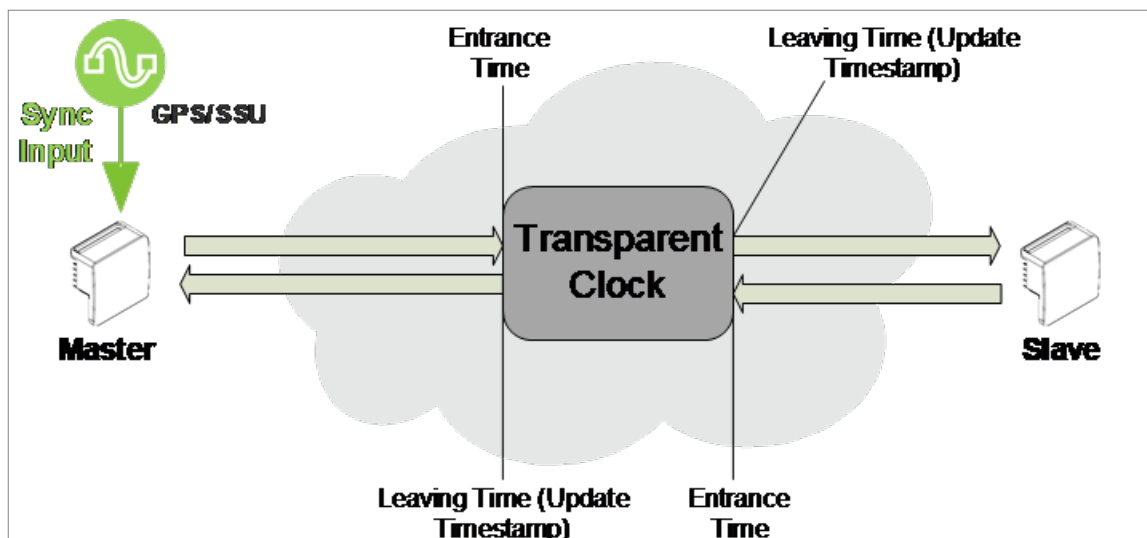 Entrance
Time
Leaving Time (Update
Timestamp)
Sync
Input
GPS/SSU
Transparent
Clock
Master
Slave
Leaving Time (Update
Timestamp)
Entrance
Time